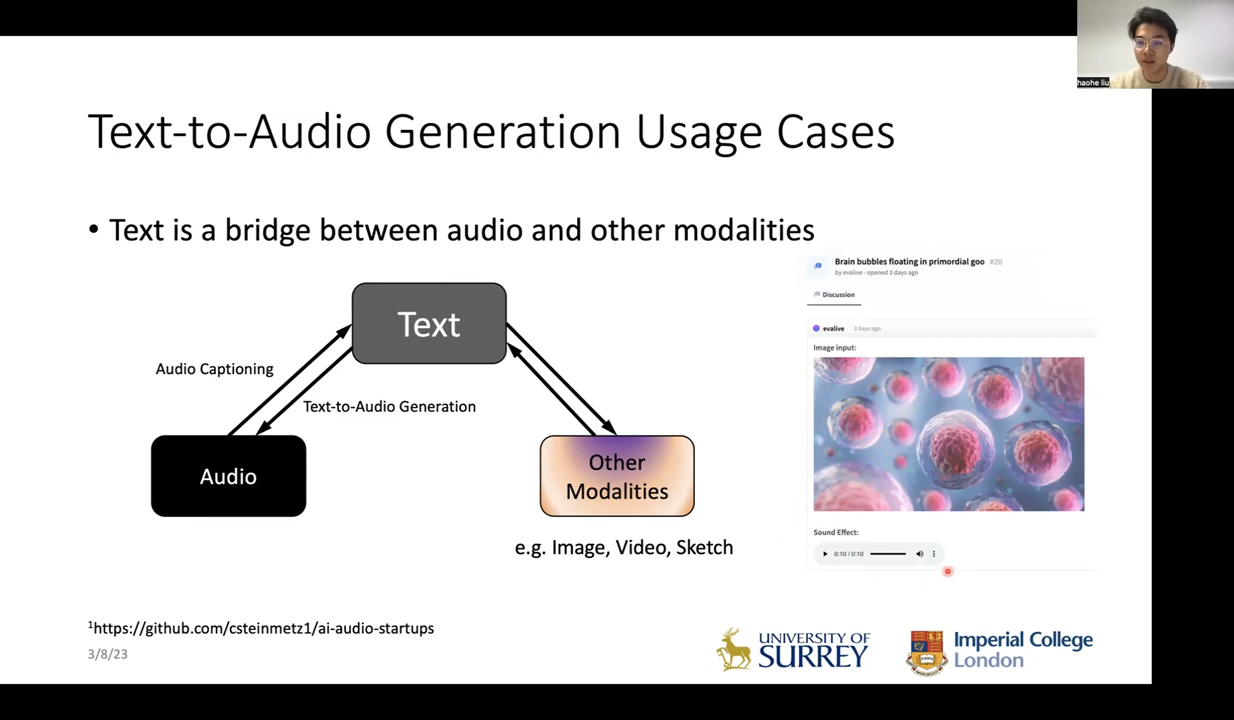 haohe liu
Text-to-Audio Generation Usage Cases
• Text is a bridge between audio and other modalities
Text
Audio Captioning
Text-to-Audio Generation
Audio
Other
Modalities
e.g. Image, Video, Sketch
Brain bubbles floating in primordial goo #20
by evalive · opened 3 days ago
Discussion
evalive 3 days ago
Image input:
Sound Effect:
0:10 / 0:10
¹https://github.com/csteinmetz1/ai-audio-startups
3/8/23
UNIVERSITY OF
SURREY
Imperial College
London